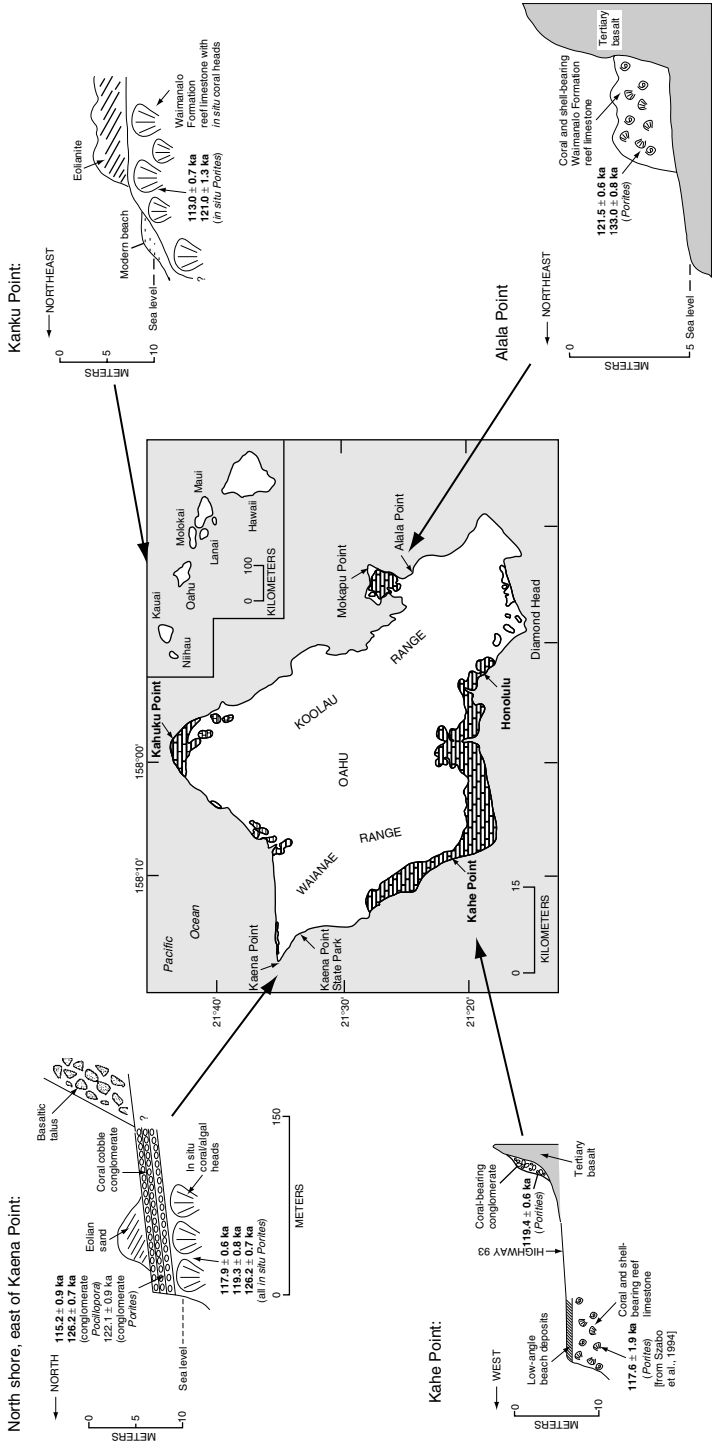 North shore, east of Kaena Point:
NORTH
0
5
10
METERS
115.2 ± 0.9 ka
126.2 ± 0.7 ka
(conglomerate
Pocillopora)
122.1 ± 0.9 ka
(conglomerate
Porites)
Eolian
sand
Coral cobble
conglomerate
Basaltic
talus
?
In situ
coral/algal
heads
Sea level
117.9 ± 0.6 ka
119.3 ± 0.8 ka
126.2 ± 0.7 ka
(all in situ Porites)
0
150
METERS
Kanku Point:
NORTHEAST
0
5
10
METERS
Eolianite
Modern beach
Sea level
?
Waimanalo
Formation
reef limestone with
in situ coral heads
113.0 ± 0.7 ka
121.0 ± 1.3 ka
(in situ Porites)
158°10'
158°00'
21°40'
21°30'
21°20'
Pacific
Ocean
Kaena Point
Kaena Point
State Park
Kahuku Point
WAIANAE
RANGE
OAHU
KOOLAU
RANGE
Mokapu Point
Alala Point
Kahe Point
Honolulu
Diamond Head
0
15
KILOMETERS
Niihau
Kauai
Oahu
Molokai
Lanai
Maui
Hawaii
0
100
KILOMETERS
Kahe Point:
WEST
0
10
METERS
Low-angle
beach deposits
HIGHWAY 93
Coral-bearing
conglomerate
119.4 ± 0.6 ka
(Porities)
Tertiary
basalt
Coral and shell-
bearing reef
limestone
117.6 ± 1.9 ka
(Porites)
[from Szabo
et al., 1994]
Alala Point
NORTHEAST
0
5
METERS
Sea level
121.5 ± 0.6 ka
133.0 ± 0.8 ka
(Porites)
Coral and shell-bearing
Waimanalo Formation
reef limestone
Tertiary
basalt